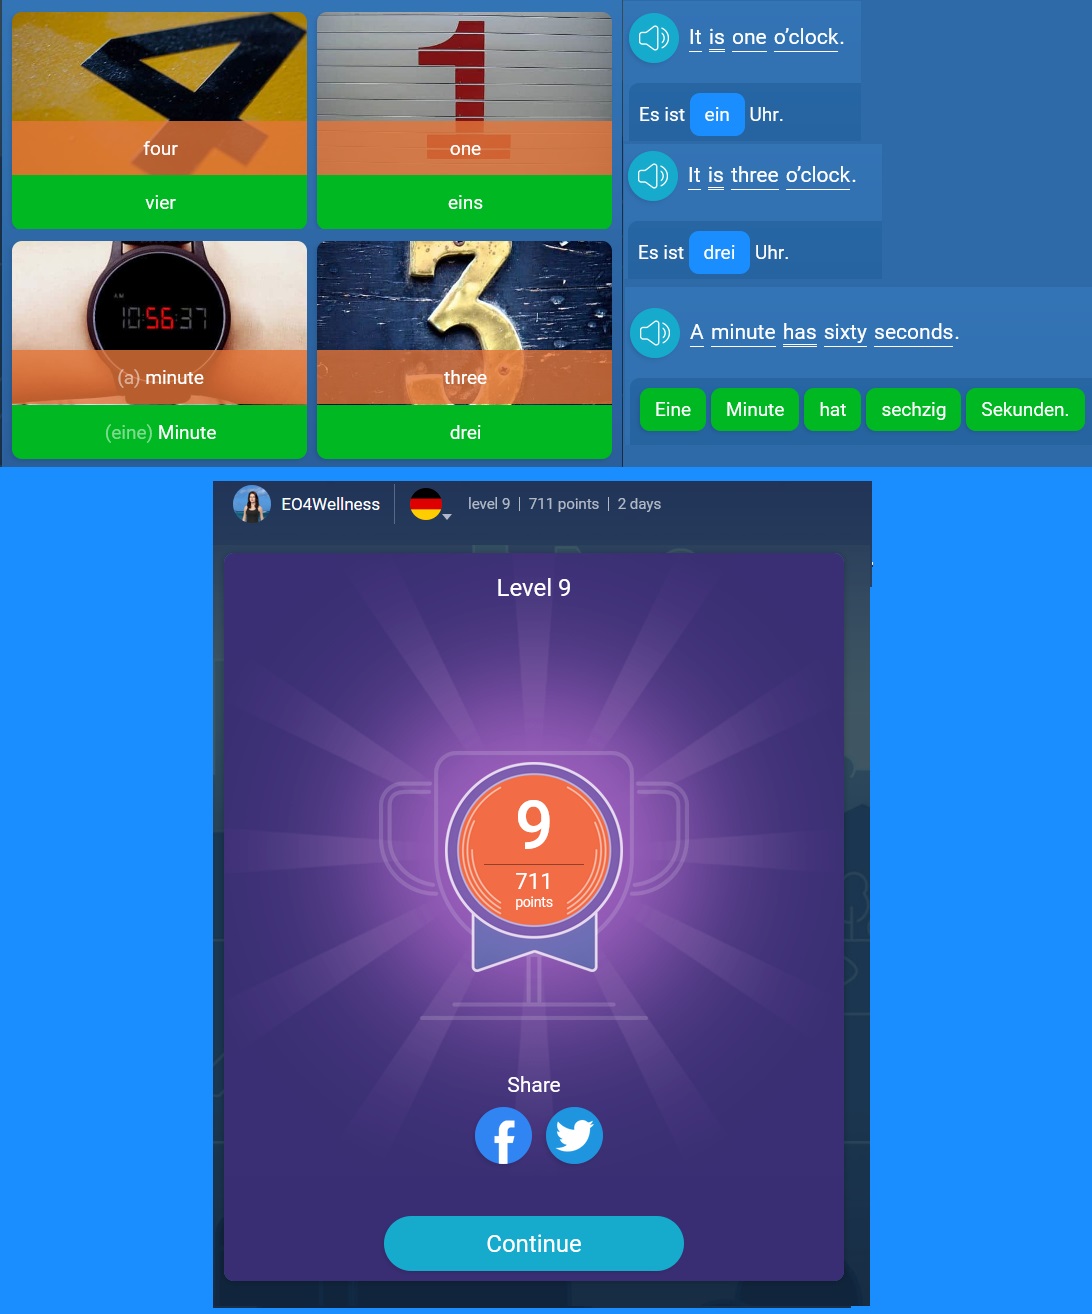 four
vier
one
eins
AM
10:56:37
(a) minute
(eine) Minute
three
drei
It is one o’clock.
Es ist ein Uhr.
It is three o’clock.
Es ist drei Uhr.
A minute has sixty seconds.
Eine Minute hat sechzig Sekunden.
EO4Wellness level 9 | 711 points | 2 days
Level 9
9
711
points
Share
Continue